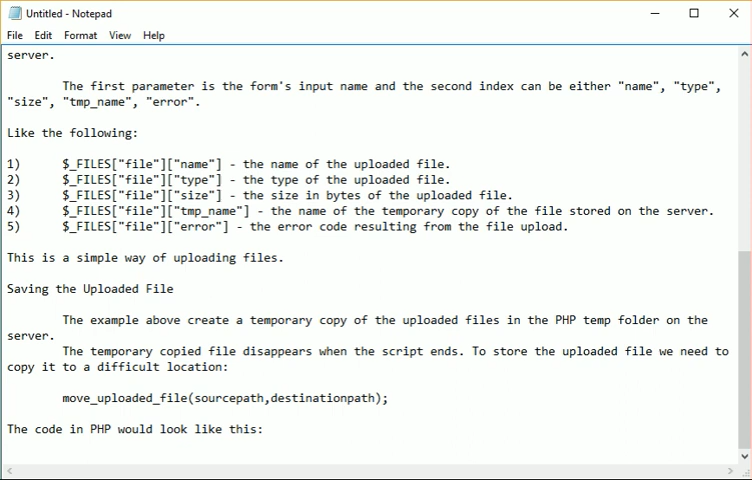 Untitled - Notepad
File Edit Format View Help
server.
The first parameter is the form's input name and the second index can be either "name", "type",
"size", "tmp_name", "error".
Like the following:
1) $_FILES["file"]["name"] - the name of the uploaded file.
2) $_FILES["file"]["type"] - the type of the uploaded file.
3) $_FILES["file"]["size"] - the size in bytes of the uploaded file.
4) $_FILES["file"]["tmp_name"] - the name of the temporary copy of the file stored on the server.
5) $_FILES["file"]["error"] - the error code resulting from the file upload.
This is a simple way of uploading files.
Saving the Uploaded File
The example above create a temporary copy of the uploaded files in the PHP temp folder on the
server.
The temporary copied file disappears when the script ends. To store the uploaded file we need to
copy it to a difficult location:
move_uploaded_file(sourcepath,destinationpath);
The code in PHP would look like this: